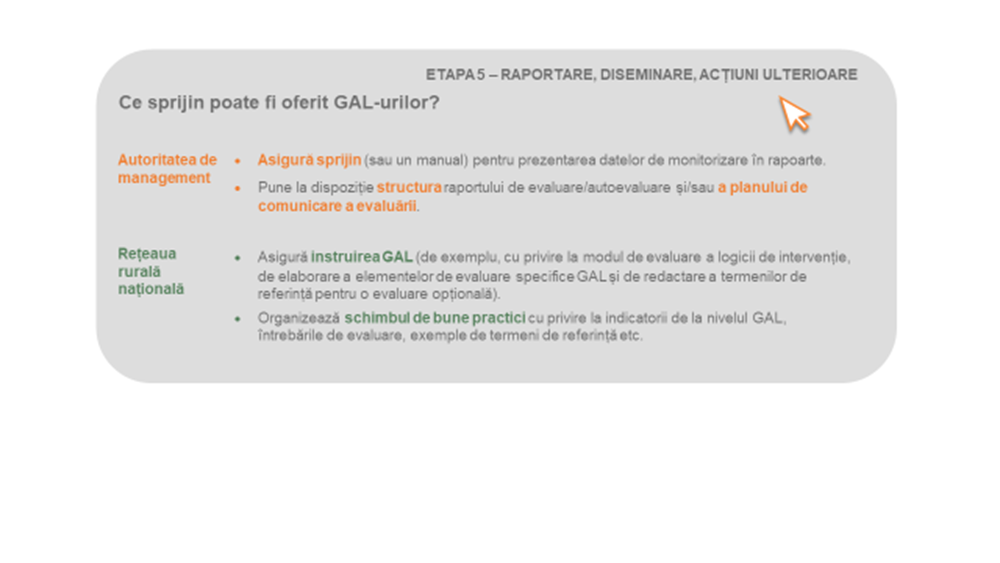 ETAPA 5 – RAPORTARE, DISEMINARE, ACȚIUNI ULTERIOARE
Ce sprijin poate fi oferit GAL-urilor?
Autoritatea de
management
• Asigură sprijin (sau un manual) pentru prezentarea datelor de monitorizare în rapoarte.
• Pune la dispoziție structura raportului de evaluare/autoevaluare și/sau a planului de
comunicare a evaluării.
Rețeaua
rurală
națională
• Asigură instruirea GAL (de exemplu, cu privire la modul de evaluare a logicii de intervenție,
de elaborare a elementelor de evaluare specifice GAL și de redactare a termenilor de
referință pentru o evaluare opțională).
• Organizează schimbul de bune practici cu privire la indicatorii de la nivelul GAL,
întrebările de evaluare, exemple de termeni de referință etc.